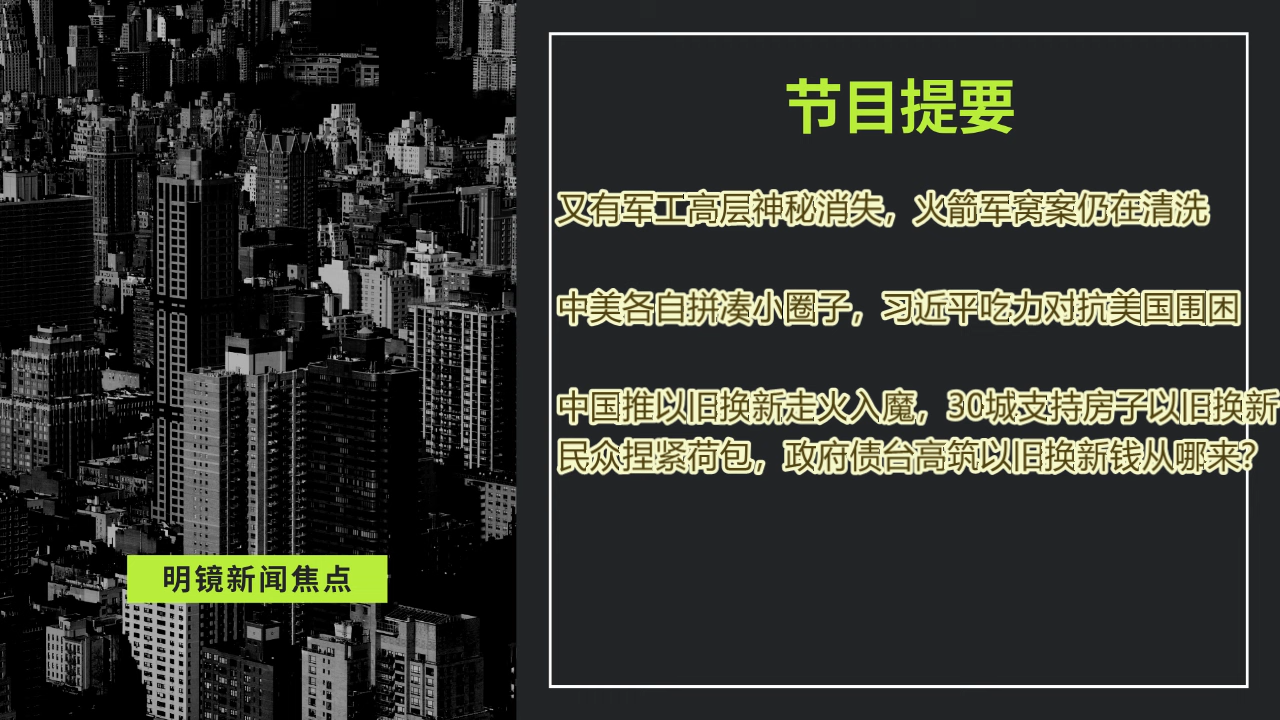 节目提要
又有军工高层神秘消失，火箭军窝案仍在清洗
中美各自拼凑小圈子，习近平吃力对抗美国围困
中国推以旧换新走火入魔，30城支持房子以旧换新
民众捏紧荷包，政府债台高筑以旧换新钱从哪来?
明镜新闻焦点